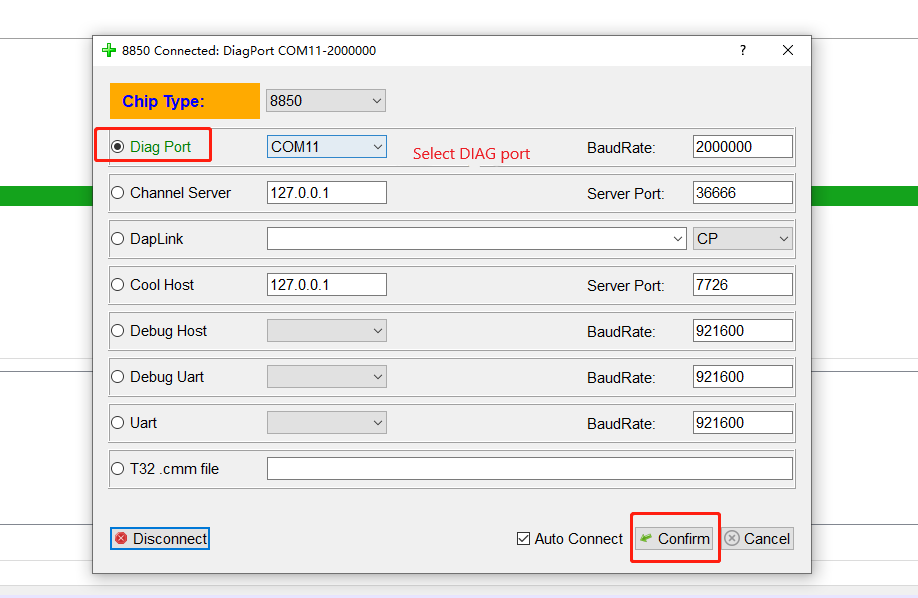 8850 Connected: DiagPort COM11-2000000
?
Chip Type:
8850
Diag Port
COM11
Select DIAG port
BaudRate:
2000000
Channel Server
127.0.0.1
Server Port:
36666
DapLink
CP
Cool Host
127.0.0.1
Server Port:
7726
Debug Host
BaudRate:
921600
Debug Uart
BaudRate:
921600
Uart
BaudRate:
921600
T32 .cmm file
Disconnect
Auto Connect
Confirm
Cancel